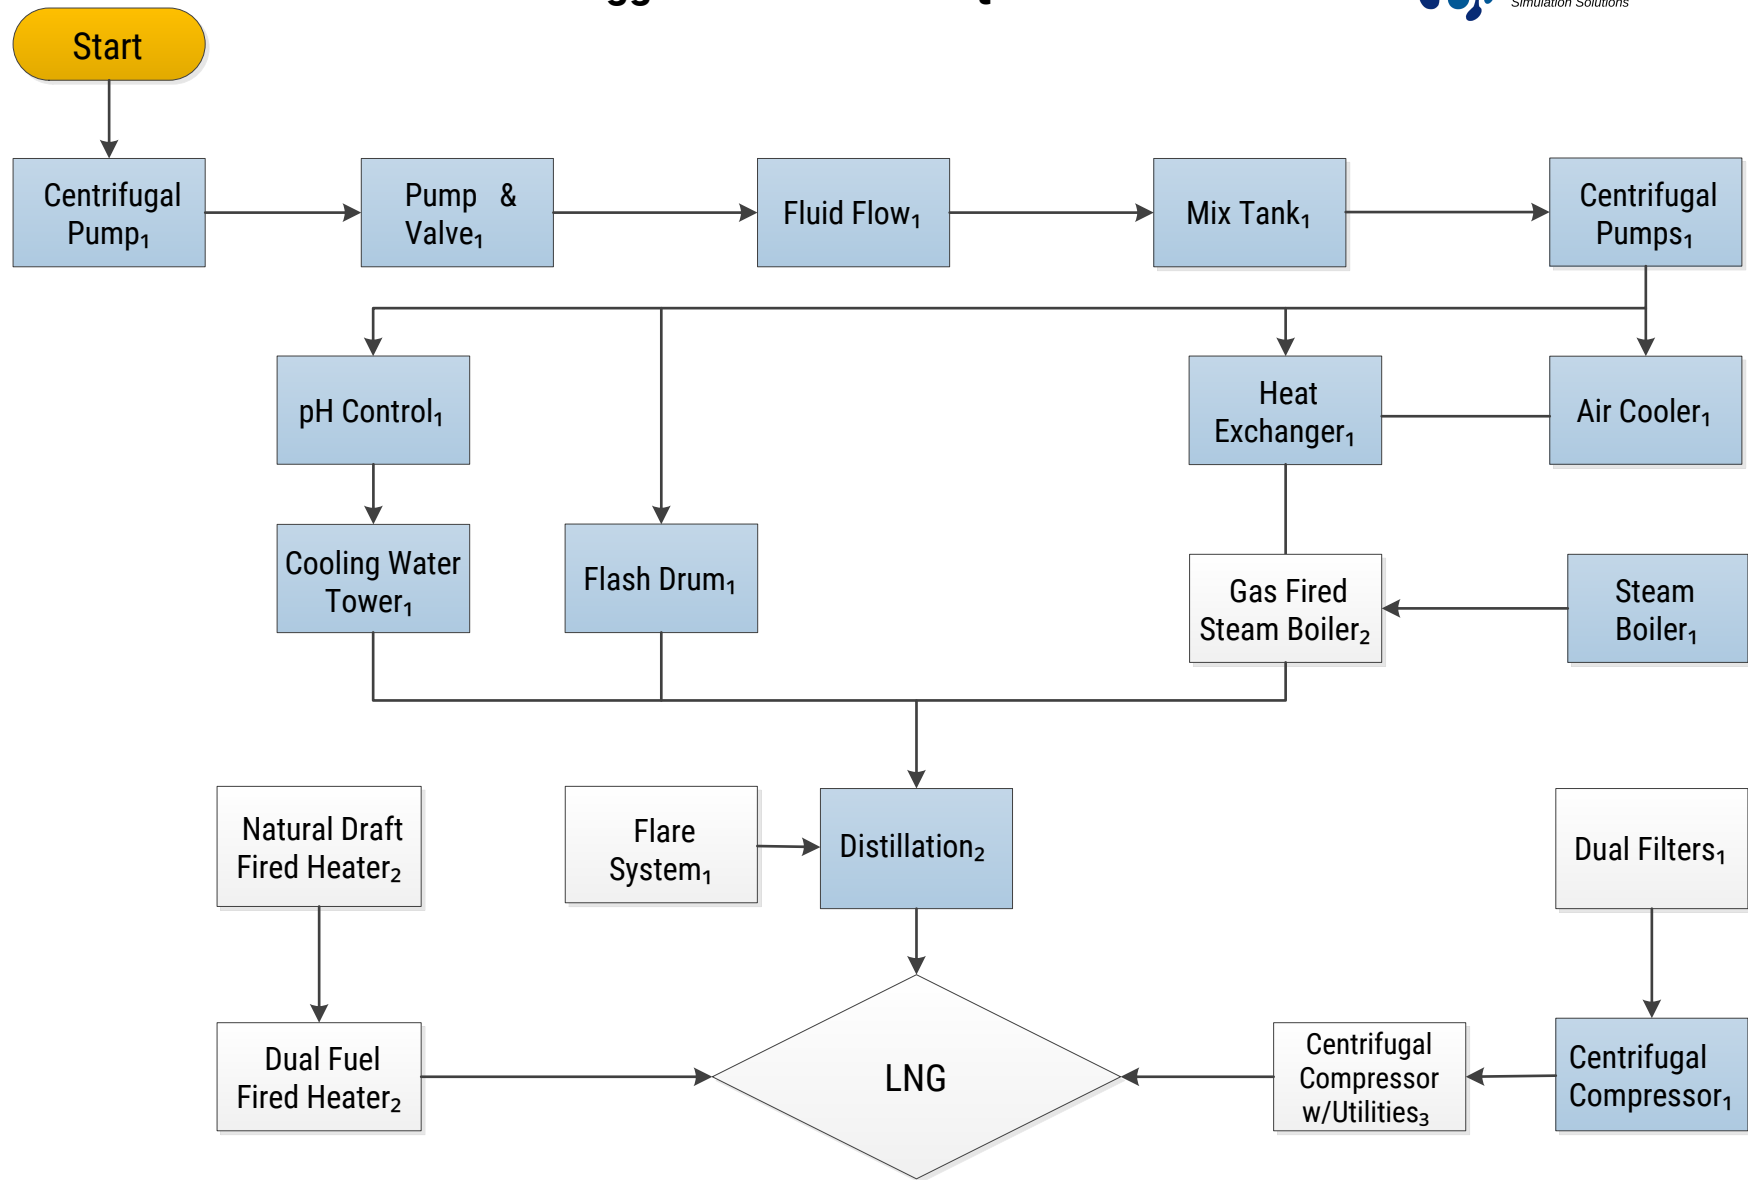 Simulation Solutions
Start
Centrifugal
Pump₁
Pump &
Valve₁
Fluid Flow₁
Mix Tank₁
Centrifugal
Pumps₁
pH Control₁
Heat
Exchanger₁
Air Cooler₁
Cooling Water
Tower₁
Flash Drum₁
Gas Fired
Steam Boiler₂
Steam
Boiler₁
Natural Draft
Fired Heater₂
Flare
System₁
Distillation₂
Dual Filters₁
Dual Fuel
Fired Heater₂
LNG
Centrifugal
Compressor
w/Utilities₃
Centrifugal
Compressor₁